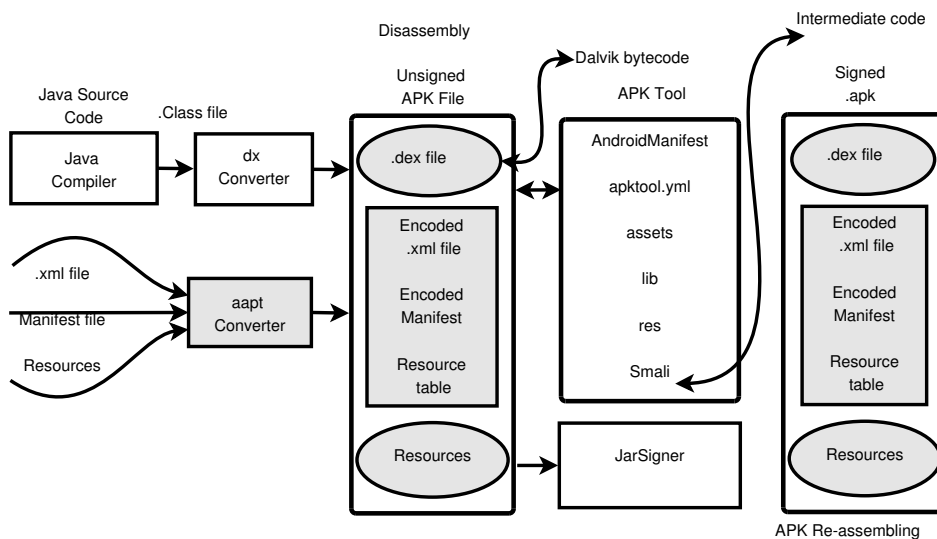 Disassembly
Intermediate code
Dalvik bytecode
Java Source
Code
.Class file
Unsigned
APK File
APK Tool
Signed
.apk
Java
Compiler
dx
Converter
.dex file
Encoded
.xml file
Encoded
Manifest
Resource
table
Resources
AndroidManifest
apktool.yml
assets
lib
res
Smali
.dex file
Encoded
.xml file
Encoded
Manifest
Resource
table
Resources
.xml file
Manifest file
Resources
aapt
Converter
JarSigner
APK Re-assembling